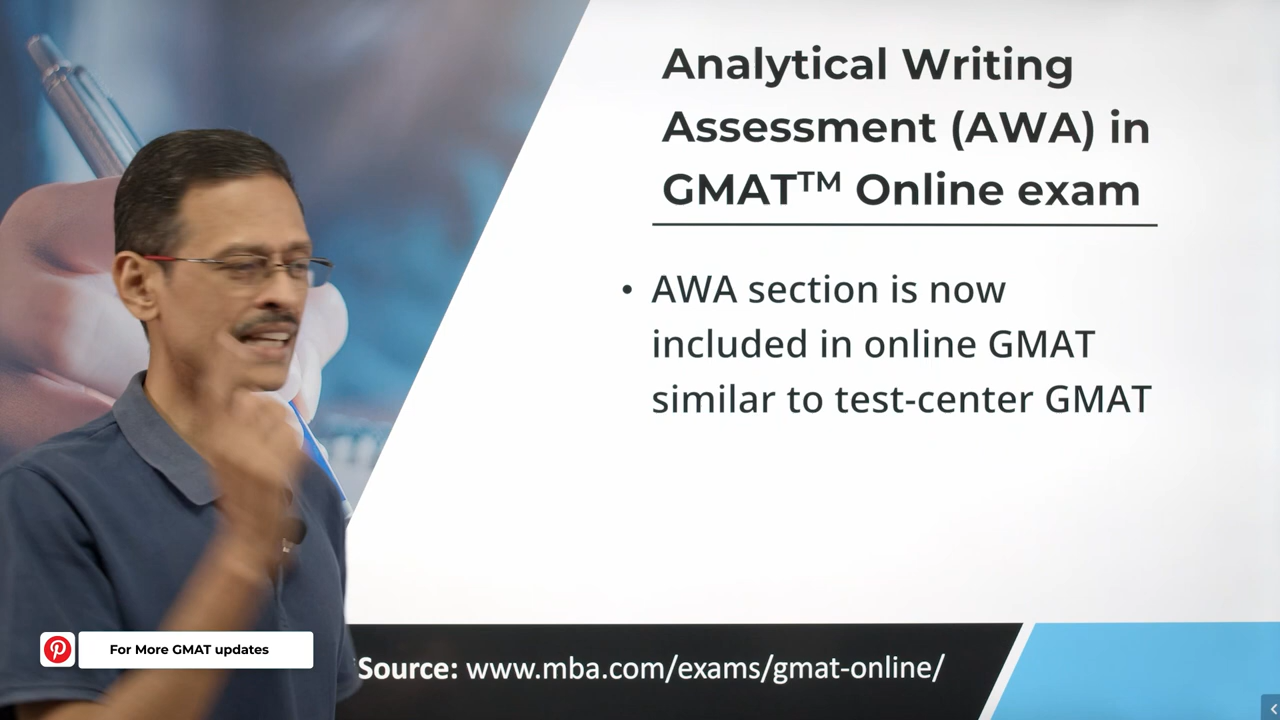 Analytical Writing
Assessment (AWA) in
GMAT™ Online exam
• AWA section is now
included in online GMAT
similar to test-center GMAT
For More GMAT updates
Source: www.mba.com/exams/gmat-online/